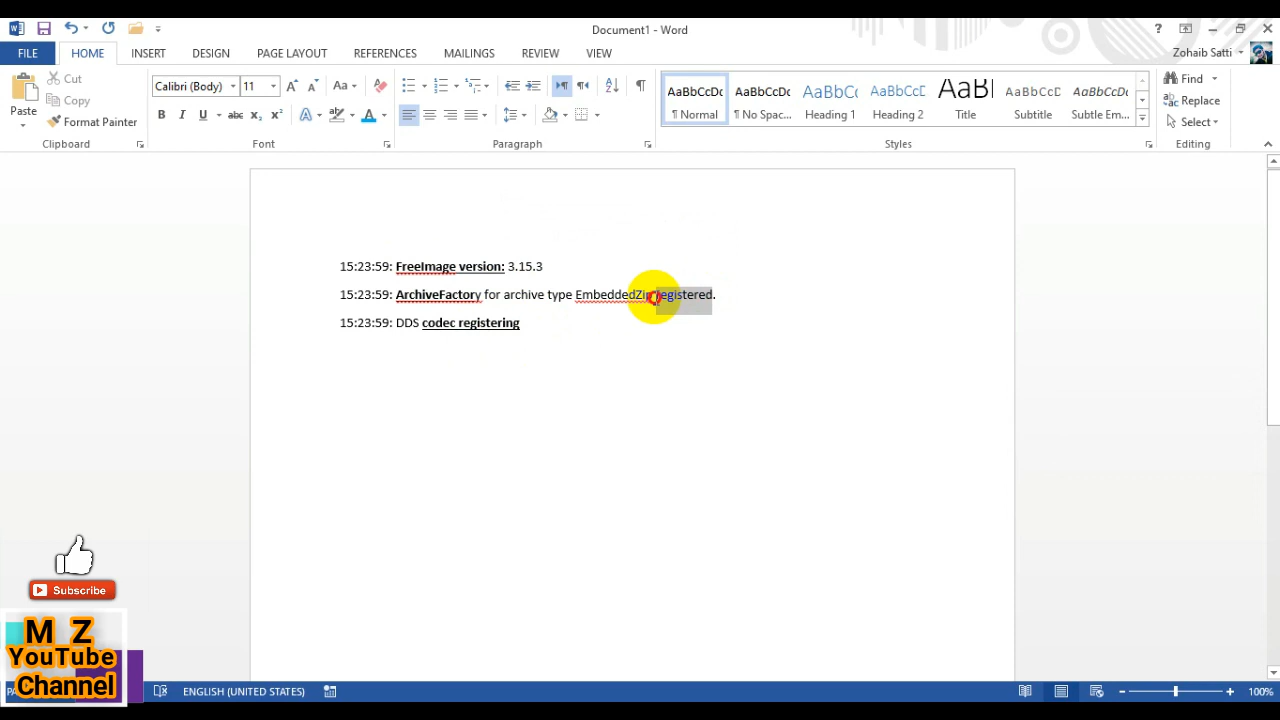 Document1 - Word
?
FILE
HOME
INSERT
DESIGN
PAGE LAYOUT
REFERENCES
MAILINGS
REVIEW
VIEW
Zohaib Satti
Paste
Cut
Copy
Format Painter
Clipboard
Calibri (Body)
11
Aa
B I U abc x₂ x² A A
Font
Paragraph
AaBbCcDc
¶ Normal
AaBbCcDc
¶ No Spac...
AaBbCc
Heading 1
AaBbCcD
Heading 2
AaBl
Title
AaBbCcD
Subtitle
AaBbCcDc
Subtle Em...
Styles
Find
Replace
Select
Editing
15:23:59: FreeImage version: 3.15.3
15:23:59: ArchiveFactory for archive type EmbeddedZip registered.
15:23:59: DDS codec registering
Subscribe
M Z
YouTube
Channel
ENGLISH (UNITED STATES)
100%